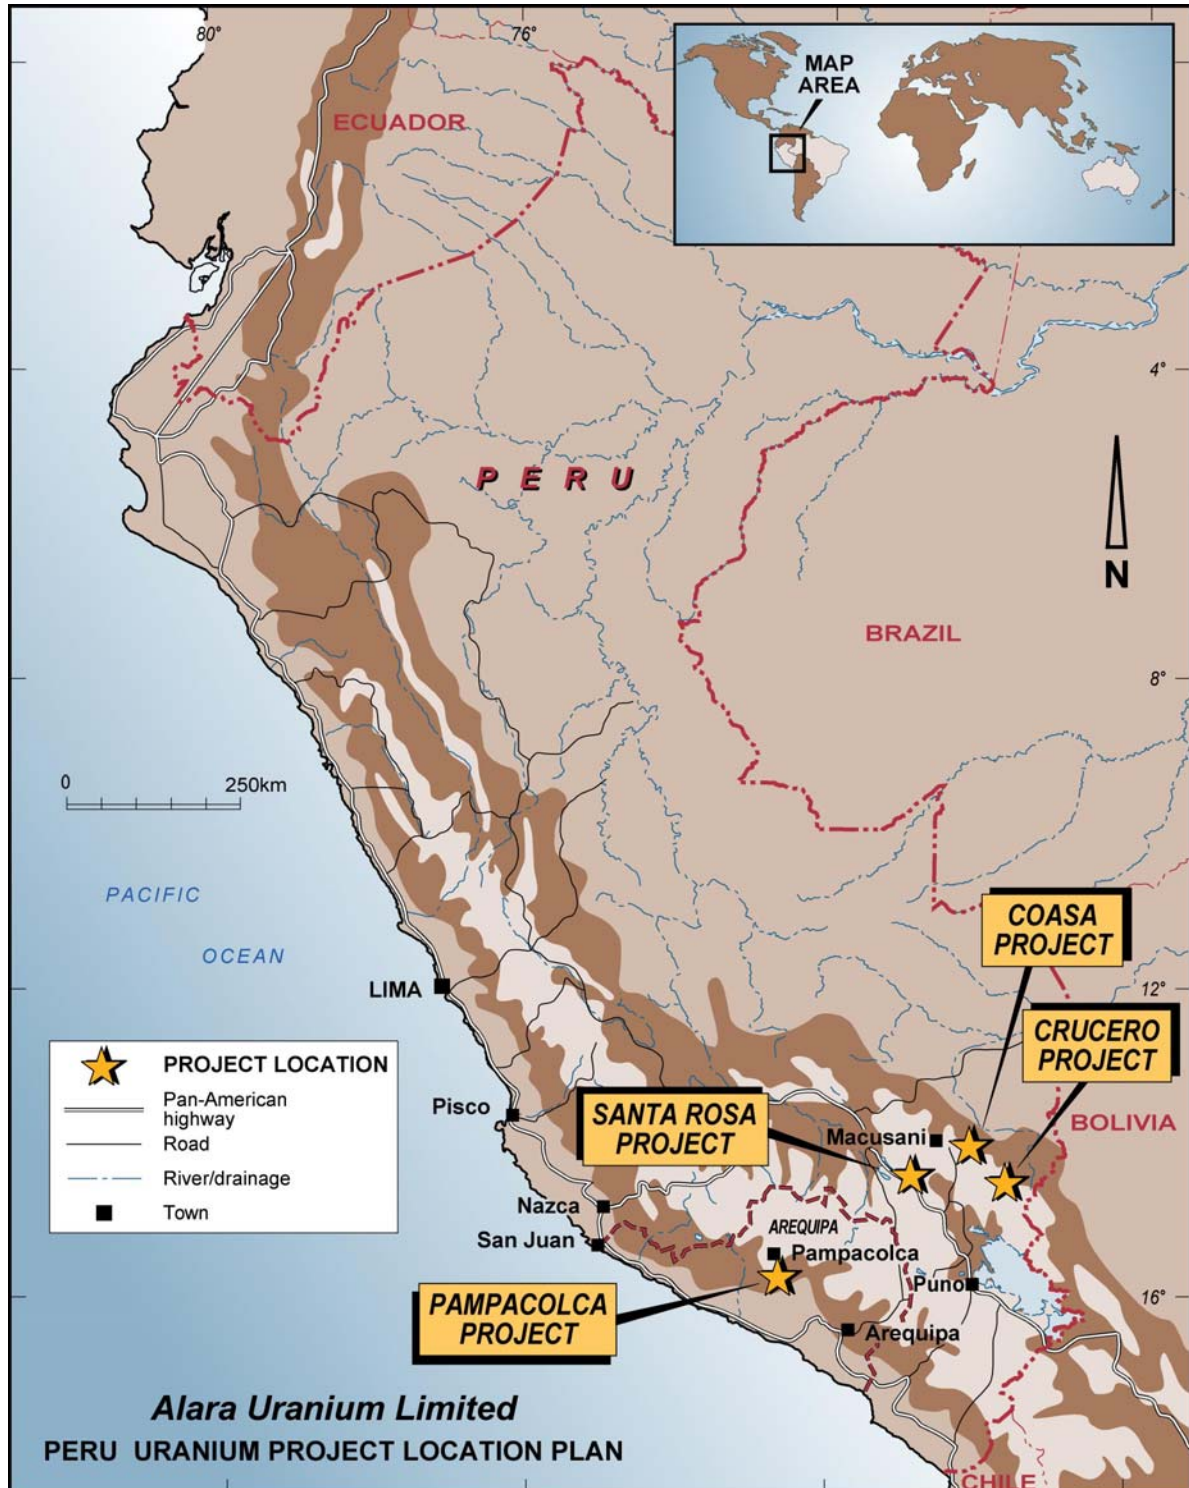 80°
76°
MAP
AREA
ECUADOR
4°
PERU
N
BRAZIL
8°
0
250km
PACIFIC
OCEAN
COASA
PROJECT
LIMA
12°
CRUCERO
PROJECT
PROJECT LOCATION
Pan-American
highway
Road
River/drainage
Town
Pisco
SANTA ROSA
PROJECT
Macusani
BOLIVIA
Nazca
San Juan
AREQUIPA
Pampacolca
Puno
PAMPACOLCA
PROJECT
16°
Arequipa
Alara Uranium Limited
PERU URANIUM PROJECT LOCATION PLAN
CHILE